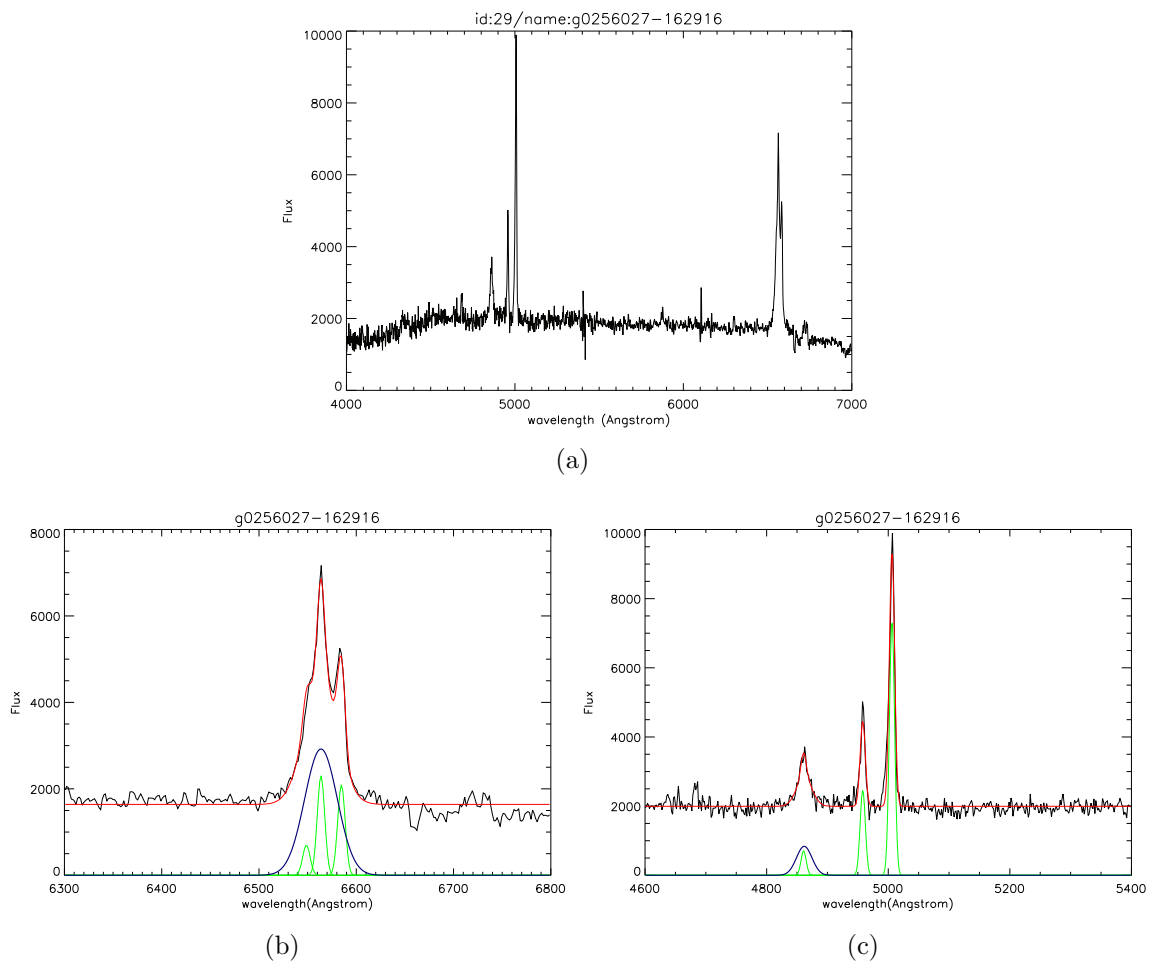 id:29/name:g0256027-162916
10000
8000
6000
4000
2000
0
Flux
4000 5000 6000 7000
wavelength (Angstrom)
(a)
g0256027-162916
8000
6000
4000
2000
0
Flux
6300 6400 6500 6600 6700 6800
wavelength(Angstrom)
(b)
g0256027-162916
10000
8000
6000
4000
2000
0
Flux
4600 4800 5000 5200 5400
wavelength(Angstrom)
(c)